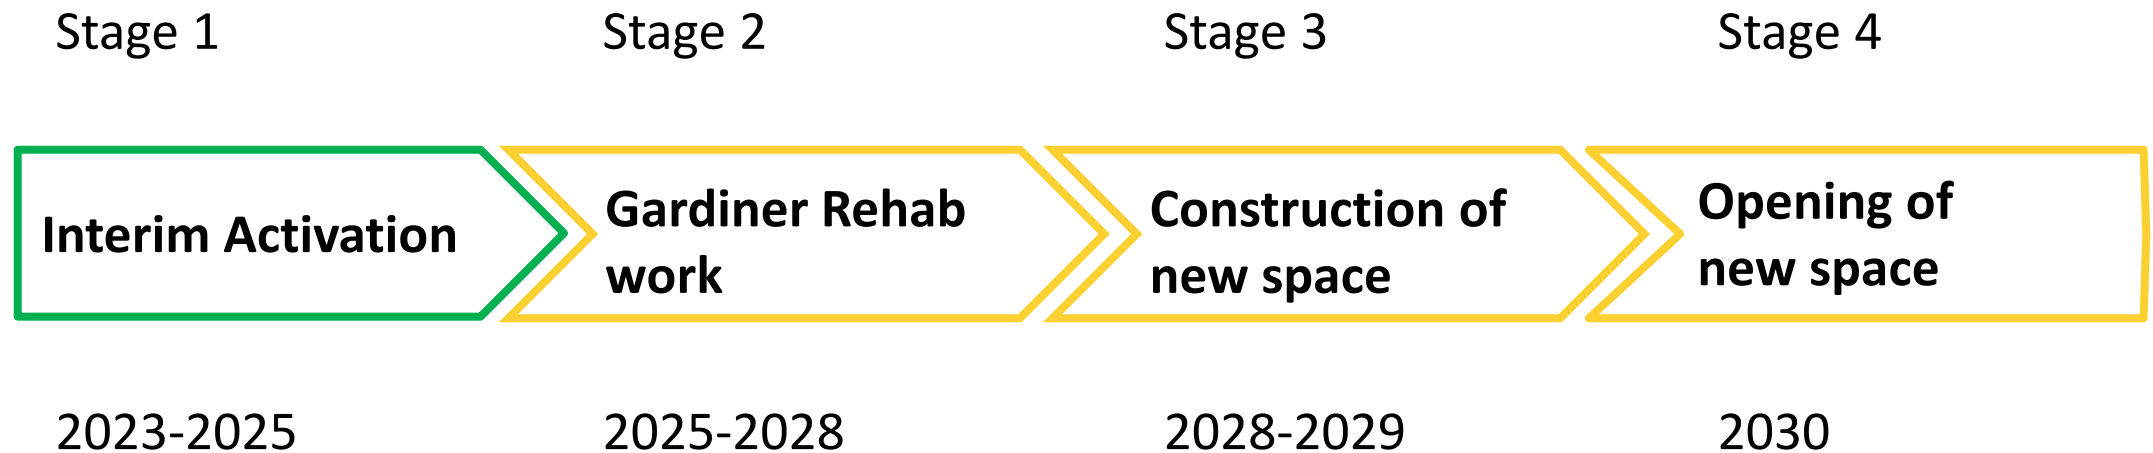 Stage 1
Stage 2
Stage 3
Stage 4
Interim Activation
Gardiner Rehab
work
Construction of
new space
Opening of
new space
2023-2025
2025-2028
2028-2029
2030